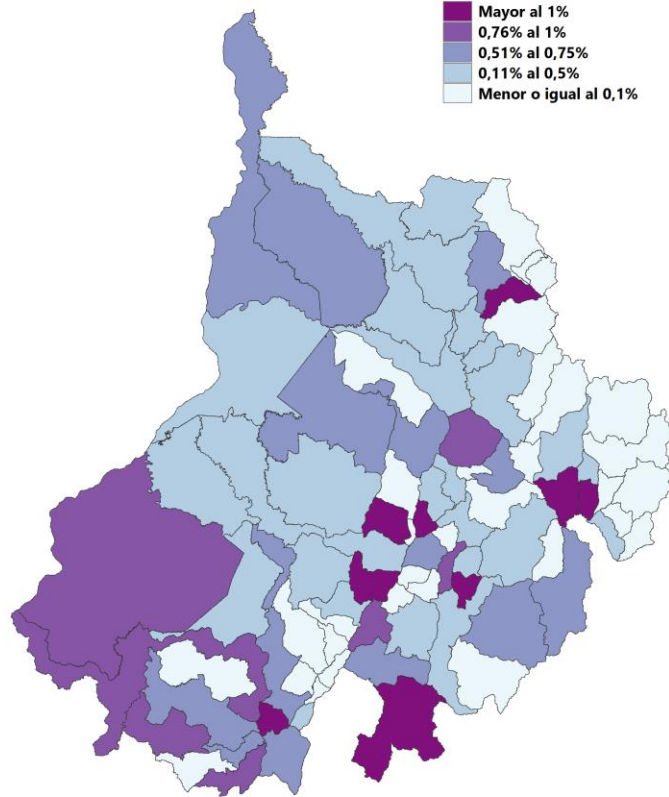 Mayor al 1%
0,76% al 1%
0,51% al 0,75%
0,11% al 0,5%
Menor o igual al 0,1%